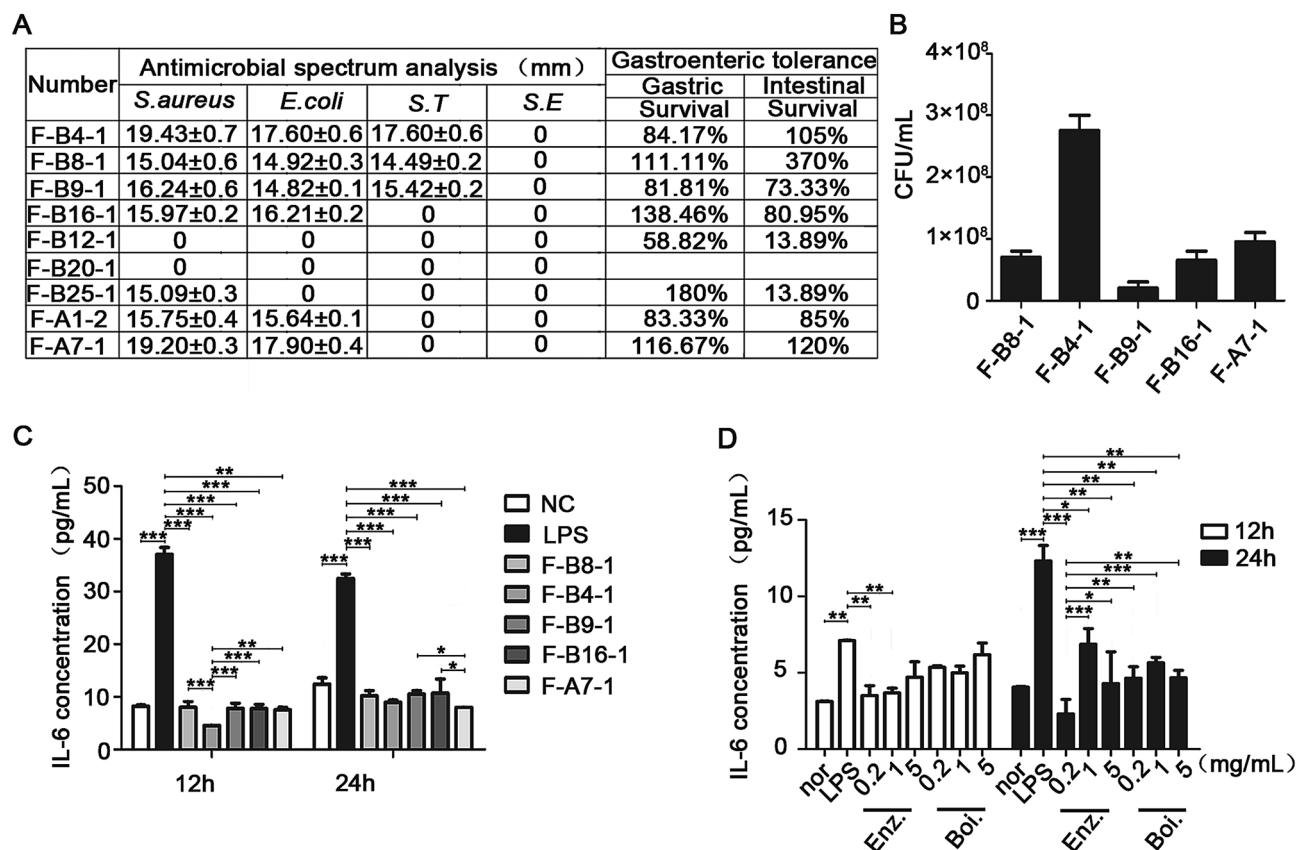 A
Number Antimicrobial spectrum analysis （mm） Gastroenteric tolerance
S.aureus E.coli S.T S.E Gastric Survival Intestinal Survival
F-B4-1 19.43±0.7 17.60±0.6 17.60±0.6 0 84.17% 105%
F-B8-1 15.04±0.6 14.92±0.3 14.49±0.2 0 111.11% 370%
F-B9-1 16.24±0.6 14.82±0.1 15.42±0.2 0 81.81% 73.33%
F-B16-1 15.97±0.2 16.21±0.2 0 0 138.46% 80.95%
F-B12-1 0 0 0 0 58.82% 13.89%
F-B20-1 0 0 0 0
F-B25-1 15.09±0.3 0 0 0 180% 13.89%
F-A1-2 15.75±0.4 15.64±0.1 0 0 83.33% 85%
F-A7-1 19.20±0.3 17.90±0.4 0 0 116.67% 120%
B
CFU/mL
4×10⁸
3×10⁸
2×10⁸
1×10⁸
0
F-B8-1 F-B4-1 F-B9-1 F-B16-1 F-A7-1
C
IL-6 concentration （pg/mL）
50
40
30
20
10
0
**
***
***
***
***
***
**
***
***
***
***
***
***
***
***
*
*
12h 24h
NC
LPS
F-B8-1
F-B4-1
F-B9-1
F-B16-1
F-A7-1
D
IL-6 concentration （pg/mL）
15
10
5
0
**
**
**
**
**
**
*
***
***
**
***
**
*
***
nor LPS 0.2 1 5 0.2 1 5 nor LPS 0.2 1 5 0.2 1 5 （mg/mL）
Enz. Boi. Enz. Boi.
12h
24h